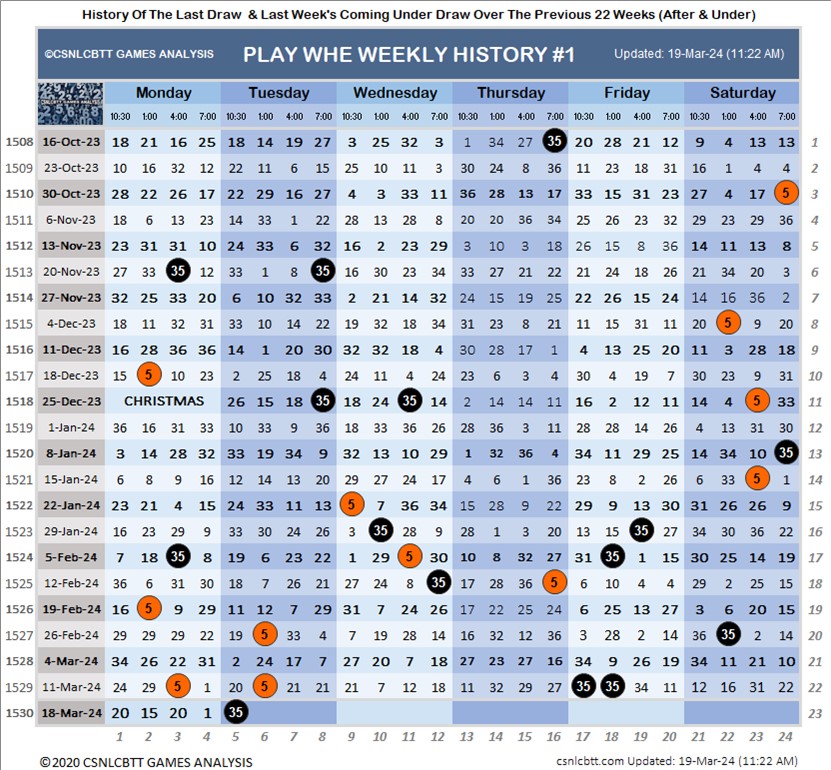 History Of The Last Draw & Last Week's Coming Under Draw Over The Previous 22 Weeks (After & Under)
©CSNLCBTT GAMES ANALYSIS PLAY WHE WEEKLY HISTORY #1 Updated: 19-Mar-24 (11:22 AM)
CSNLCBTT GAMES ANALYSIS
Monday Tuesday Wednesday Thursday Friday Saturday
10:30 1:00 4:00 7:00 10:30 1:00 4:00 7:00 10:30 1:00 4:00 7:00 10:30 1:00 4:00 7:00 10:30 1:00 4:00 7:00 10:30 1:00 4:00 7:00
1508 16-Oct-23 18 21 16 25 18 14 19 27 3 25 32 3 1 34 27 35 20 28 21 12 9 4 13 13 1
1509 23-Oct-23 10 16 32 12 22 11 6 15 25 10 11 3 30 24 8 36 11 23 18 31 16 1 4 4 2
1510 30-Oct-23 28 22 26 17 22 29 16 27 4 3 33 11 36 28 13 17 33 15 31 23 27 4 17 5 3
1511 6-Nov-23 18 6 13 23 14 33 1 22 28 13 28 8 20 20 36 34 25 26 23 32 29 23 29 36 4
1512 13-Nov-23 23 31 31 10 24 33 6 32 16 2 23 29 3 10 3 18 26 15 8 36 14 11 13 8 5
1513 20-Nov-23 27 33 35 12 33 1 8 35 16 30 23 34 33 27 21 22 21 24 18 26 21 34 20 3 6
1514 27-Nov-23 32 25 33 20 6 10 32 33 2 21 14 32 24 15 19 25 22 26 15 24 14 16 36 2 7
1515 4-Dec-23 18 11 32 31 33 10 14 22 19 32 18 34 31 23 8 21 11 15 31 11 20 5 9 20 8
1516 11-Dec-23 16 28 36 36 14 1 20 30 32 32 18 4 30 28 17 1 4 13 25 20 11 28 18 9
1517 18-Dec-23 15 5 10 23 2 25 18 4 24 11 4 24 23 6 3 4 30 4 19 7 30 23 9 31 10
1518 25-Dec-23 CHRISTMAS 26 15 18 35 18 24 35 14 2 14 14 11 16 2 12 11 14 4 5 33 11
1519 1-Jan-24 36 16 31 33 10 33 9 36 18 33 26 26 28 36 3 11 28 28 14 26 4 13 31 30 12
1520 8-Jan-24 3 14 28 32 33 19 34 9 32 13 10 29 1 32 36 4 34 11 29 25 14 34 10 35 13
1521 15-Jan-24 6 8 9 16 12 14 13 20 29 27 24 17 4 6 1 36 23 8 2 26 6 33 5 1 14
1522 22-Jan-24 23 21 4 15 24 33 11 13 5 7 36 34 15 28 9 22 29 9 13 30 31 26 26 9 15
1523 29-Jan-24 16 23 29 9 33 30 24 26 3 35 28 9 28 1 3 20 13 15 35 27 34 30 36 22 16
1524 5-Feb-24 7 18 35 8 19 6 23 22 1 29 5 30 10 8 32 27 31 35 1 15 30 25 14 19 17
1525 12-Feb-24 36 6 31 30 18 7 26 21 27 24 8 35 17 28 36 5 6 10 4 4 29 2 25 15 18
1526 19-Feb-24 16 5 9 29 11 12 7 29 31 7 24 26 17 22 25 24 6 25 13 27 3 6 20 15 19
1527 26-Feb-24 29 29 29 22 19 5 33 4 7 19 28 14 16 32 12 36 3 28 2 14 36 35 2 14 20
1528 4-Mar-24 34 26 22 31 2 24 17 7 27 20 7 18 27 23 27 16 34 9 26 19 34 11 21 10 21
1529 11-Mar-24 24 29 5 1 20 5 21 21 21 7 12 18 11 32 29 27 35 35 34 11 12 16 31 22 22
1530 18-Mar-24 20 15 20 1 35 23
1 2 3 4 5 6 7 8 9 10 11 12 13 14 15 16 17 18 19 20 21 22 23 24
©2020 CSNLCBTT GAMES ANALYSIS csnlcbtt.com Updated: 19-Mar-24 (11:22 AM)